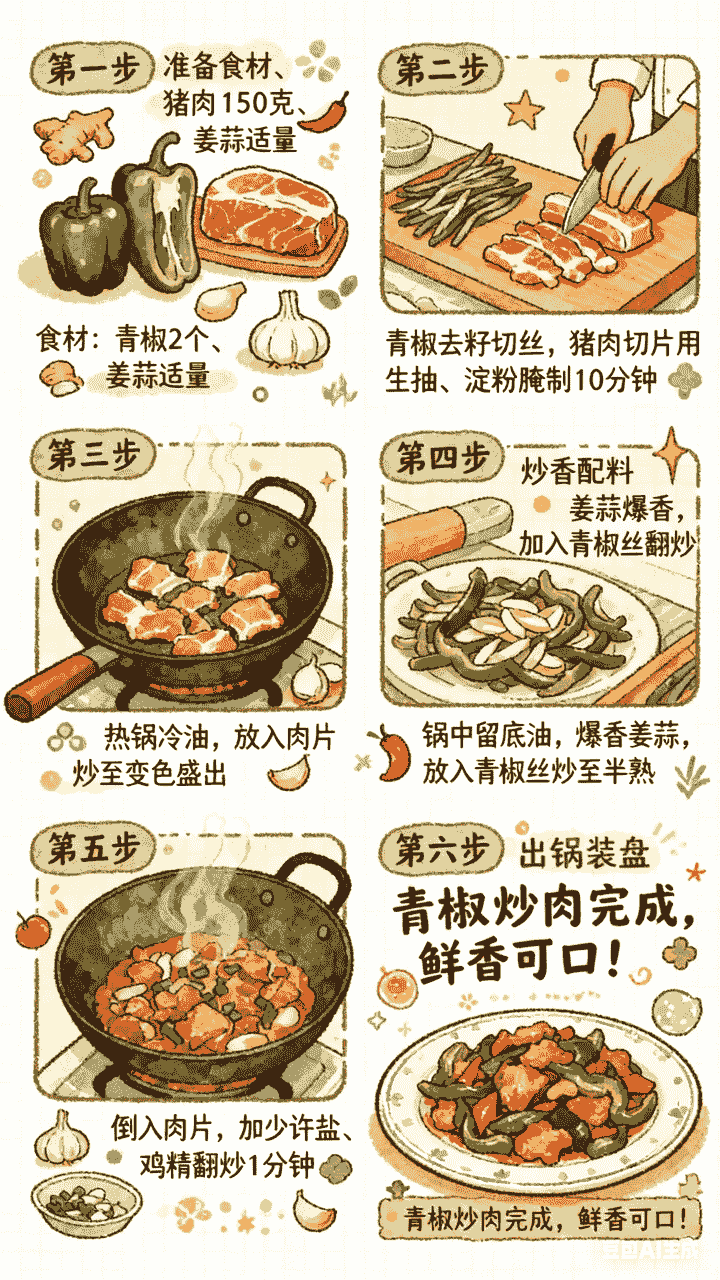 第一步
准备食材、
猪肉150克、
姜蒜适量
食材：青椒2个、
姜蒜适量
第二步
青椒去籽切丝，猪肉切片用
生抽、淀粉腌制10分钟
第三步
热锅冷油，放入肉片
炒至变色盛出
第四步
炒香配料
姜蒜爆香，
加入青椒丝翻炒
锅中留底油，爆香姜蒜，
放入青椒丝炒至半熟
第五步
倒入肉片，加少许盐、
鸡精翻炒1分钟
第六步
出锅装盘
青椒炒肉完成，
鲜香可口！
青椒炒肉完成，鲜香可口！
豆包AI生成